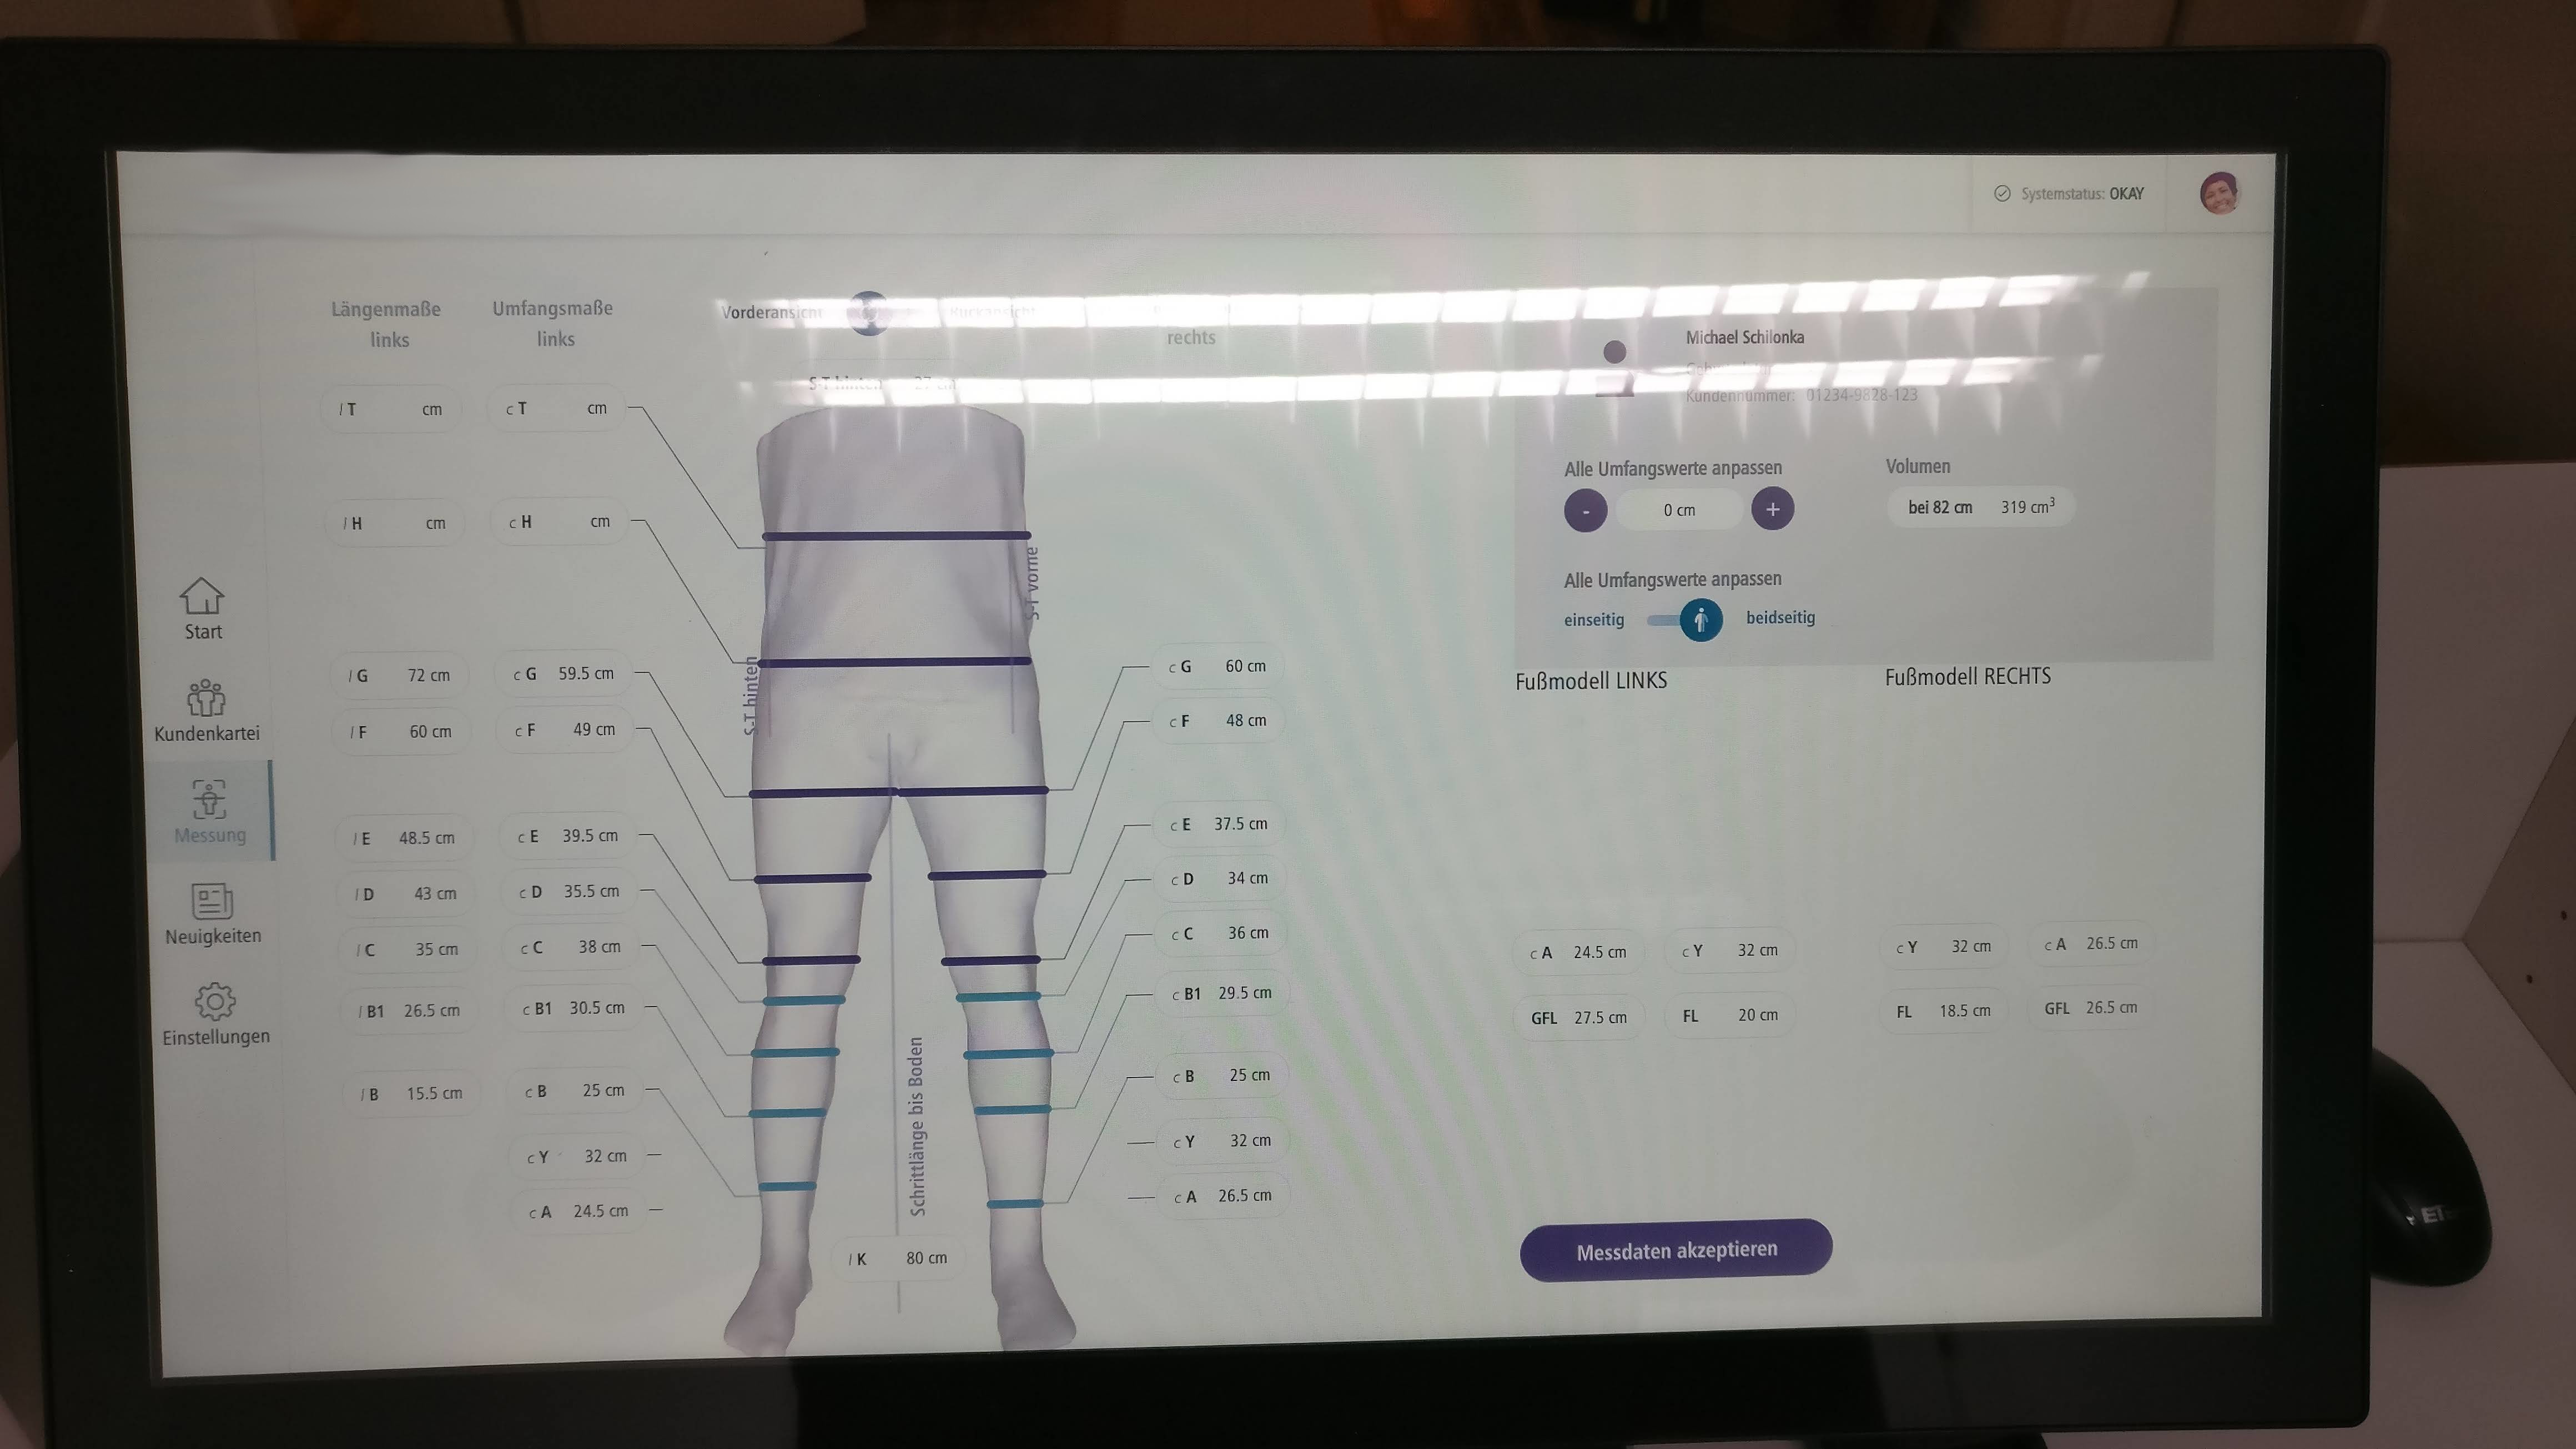 Systemstatus: OKAY
Längenmaße
links
Umfangsmaße
links
Vorderansicht
Rückansicht
rechts
S-T hinten 27 cm
l T cm
c T cm
l H cm
c H cm
l G 72 cm
c G 59.5 cm
l F 60 cm
c F 49 cm
l E 48.5 cm
c E 39.5 cm
l D 43 cm
c D 35.5 cm
l C 35 cm
c C 38 cm
l B1 26.5 cm
c B1 30.5 cm
l B 15.5 cm
c B 25 cm
c Y 32 cm
c A 24.5 cm
S-T vorne
S-T hinten
Schrittlänge bis Boden
l K 80 cm
c G 60 cm
c F 48 cm
c E 37.5 cm
c D 34 cm
c C 36 cm
c B1 29.5 cm
c B 25 cm
c Y 32 cm
c A 26.5 cm
Start
Kundenkartei
Messung
Neuigkeiten
Einstellungen
Michael Schilonka
Kundennummer: 01234-9828-123
Alle Umfangswerte anpassen
- 0 cm +
Volumen
bei 82 cm 319 cm³
Alle Umfangswerte anpassen
einseitig beidseitig
Fußmodell LINKS
Fußmodell RECHTS
c A 24.5 cm
c Y 32 cm
c Y 32 cm
c A 26.5 cm
GFL 27.5 cm
FL 20 cm
FL 18.5 cm
GFL 26.5 cm
Messdaten akzeptieren